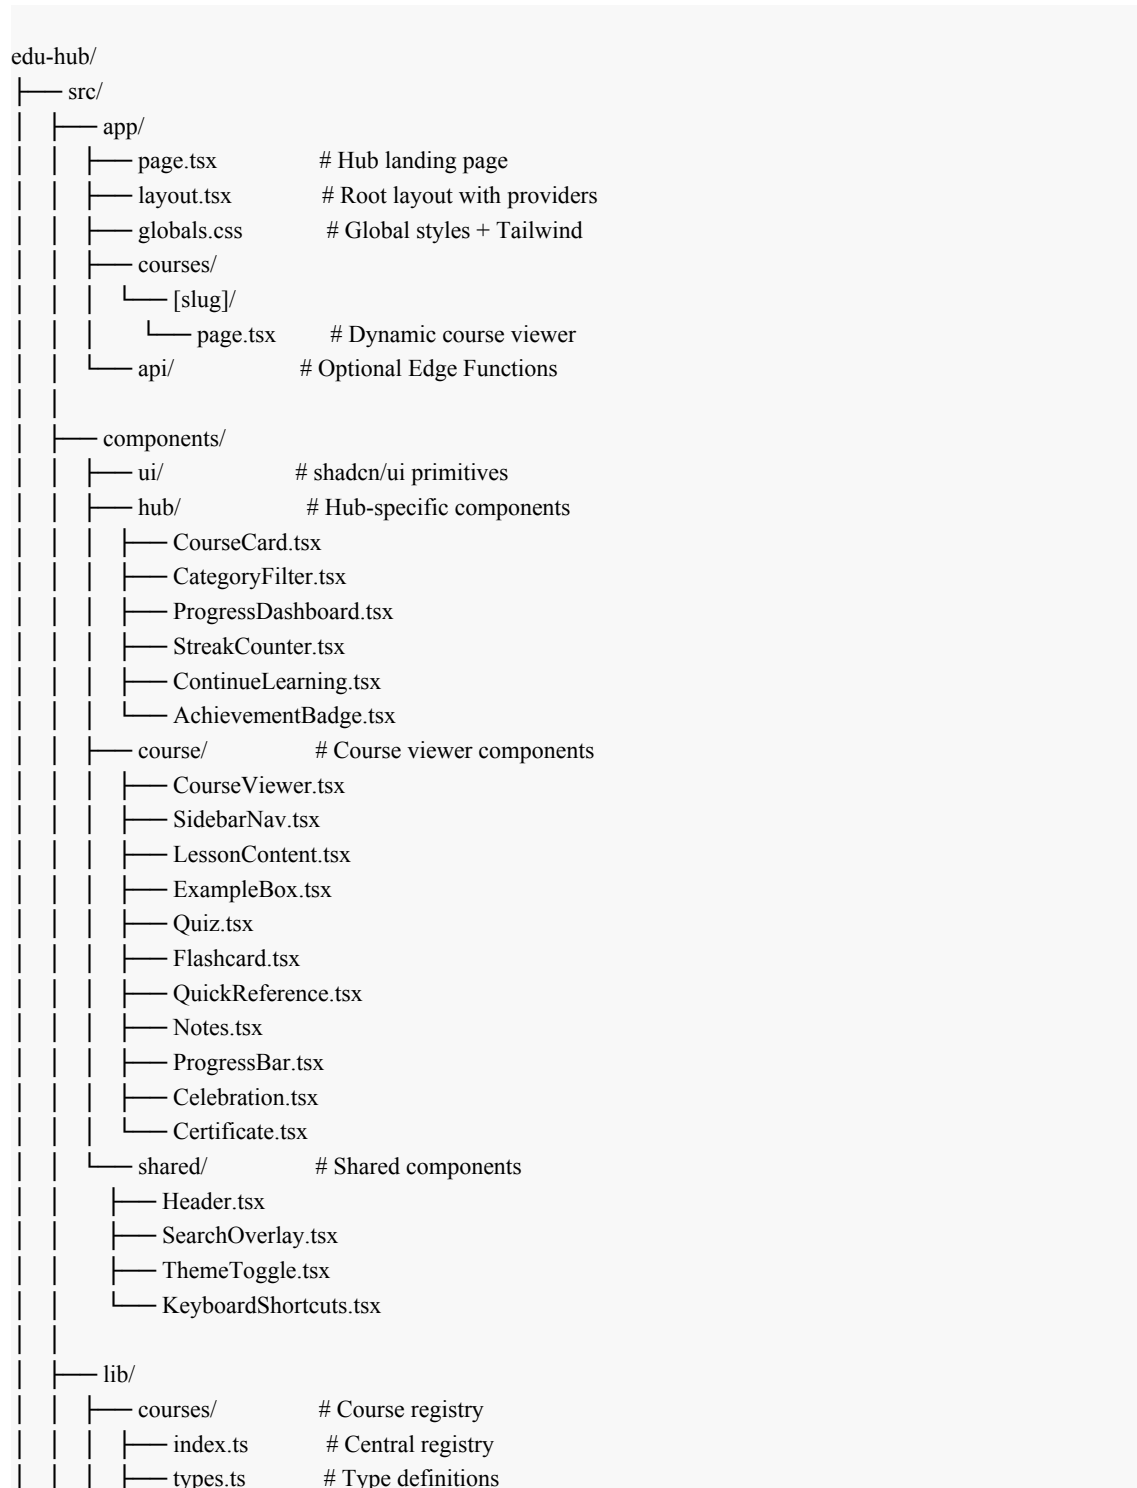 edu-hub/
├── src/
│   ├── app/
│   │   ├── page.tsx                 # Hub landing page
│   │   ├── layout.tsx               # Root layout with providers
│   │   ├── globals.css              # Global styles + Tailwind
│   │   ├── courses/
│   │   │   └── [slug]/
│   │   │       └── page.tsx         # Dynamic course viewer
│   │   └── api/                     # Optional Edge Functions
│   │
│   ├── components/
│   │   ├── ui/                      # shadcn/ui primitives
│   │   ├── hub/                     # Hub-specific components
│   │   │   ├── CourseCard.tsx
│   │   │   ├── CategoryFilter.tsx
│   │   │   ├── ProgressDashboard.tsx
│   │   │   ├── StreakCounter.tsx
│   │   │   ├── ContinueLearning.tsx
│   │   │   └── AchievementBadge.tsx
│   │   ├── course/                  # Course viewer components
│   │   │   ├── CourseViewer.tsx
│   │   │   ├── SidebarNav.tsx
│   │   │   ├── LessonContent.tsx
│   │   │   ├── ExampleBox.tsx
│   │   │   ├── Quiz.tsx
│   │   │   ├── Flashcard.tsx
│   │   │   ├── QuickReference.tsx
│   │   │   ├── Notes.tsx
│   │   │   ├── ProgressBar.tsx
│   │   │   ├── Celebration.tsx
│   │   │   └── Certificate.tsx
│   │   └── shared/                  # Shared components
│   │       ├── Header.tsx
│   │       ├── SearchOverlay.tsx
│   │       ├── ThemeToggle.tsx
│   │       └── KeyboardShortcuts.tsx
│   │
│   ├── lib/
│   │   ├── courses/                 # Course registry
│   │   │   ├── index.ts             # Central registry
│   │   │   ├── types.ts             # Type definitions